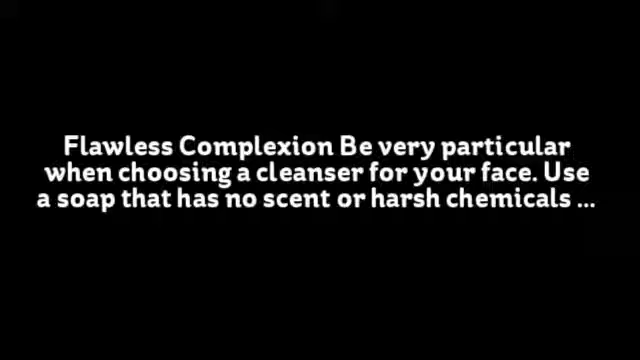 Flawless Complexion Be very particular
when choosing a cleanser for your face. Use
a soap that has no scent or harsh chemicals ...